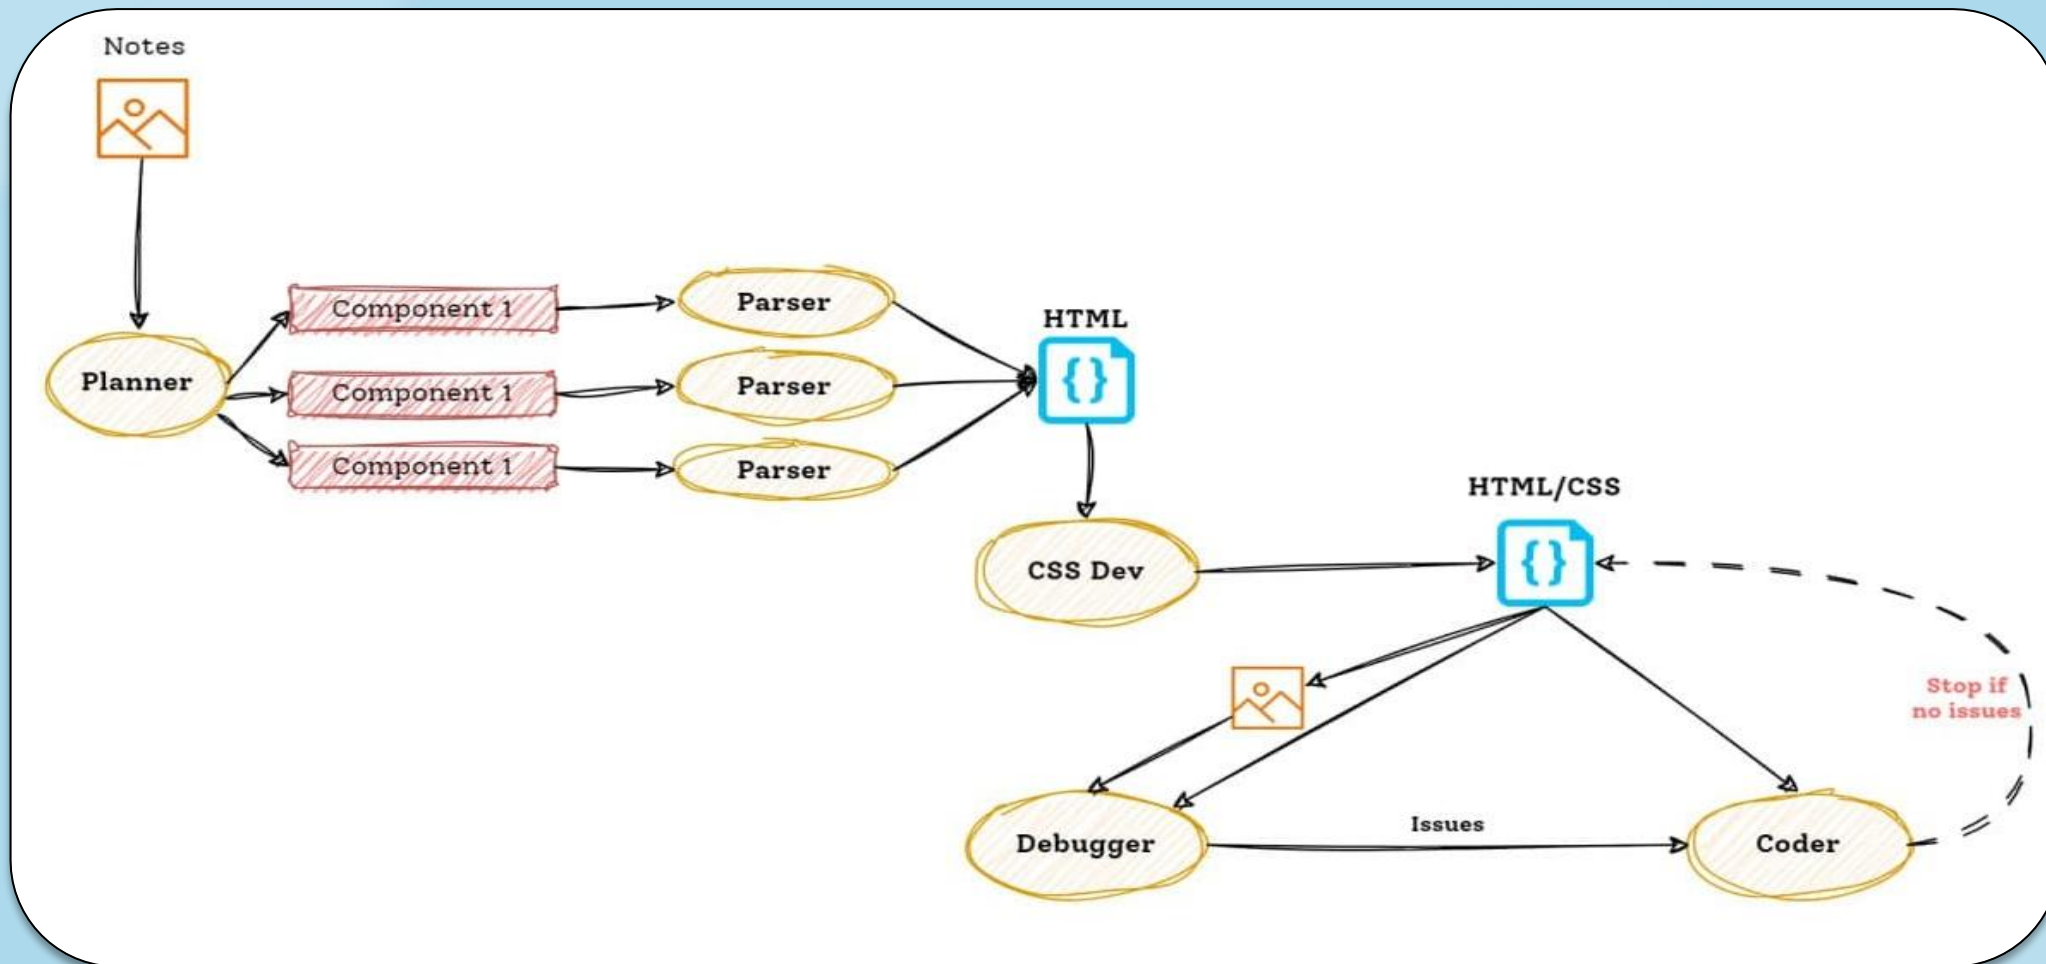 Notes
Planner
Component 1
Component 1
Component 1
Parser
Parser
Parser
HTML
CSS Dev
HTML/CSS
Stop if
no issues
Debugger
Issues
Coder